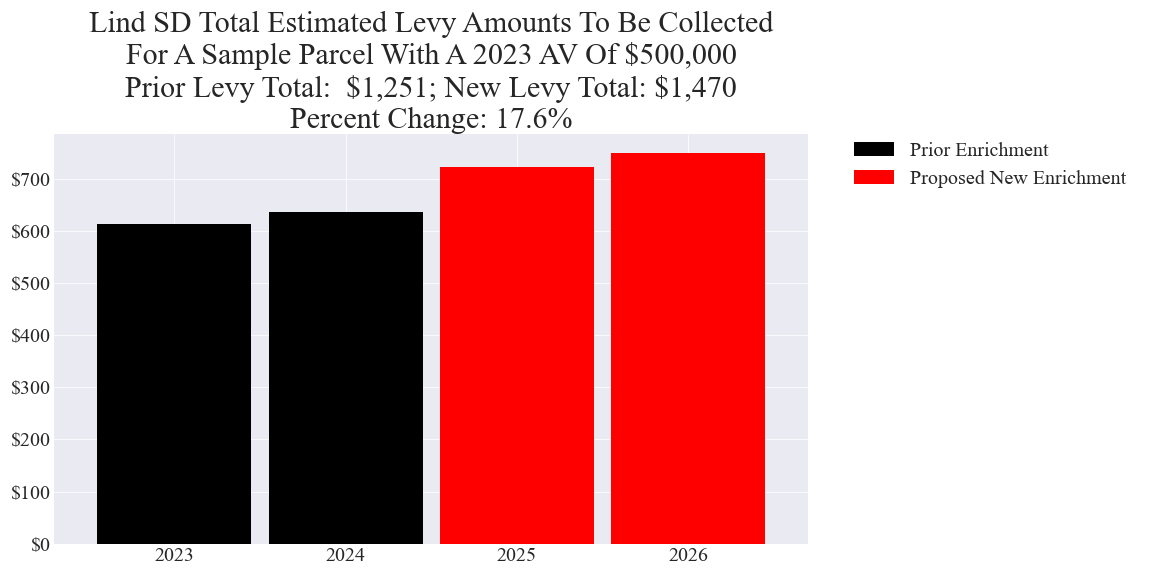 Lind SD Total Estimated Levy Amounts To Be Collected
For A Sample Parcel With A 2023 AV Of $500,000
Prior Levy Total:  $1,251; New Levy Total: $1,470
Percent Change: 17.6%
Prior Enrichment
Proposed New Enrichment
$700
$600
$500
$400
$300
$200
$100
$0
2023 2024 2025 2026